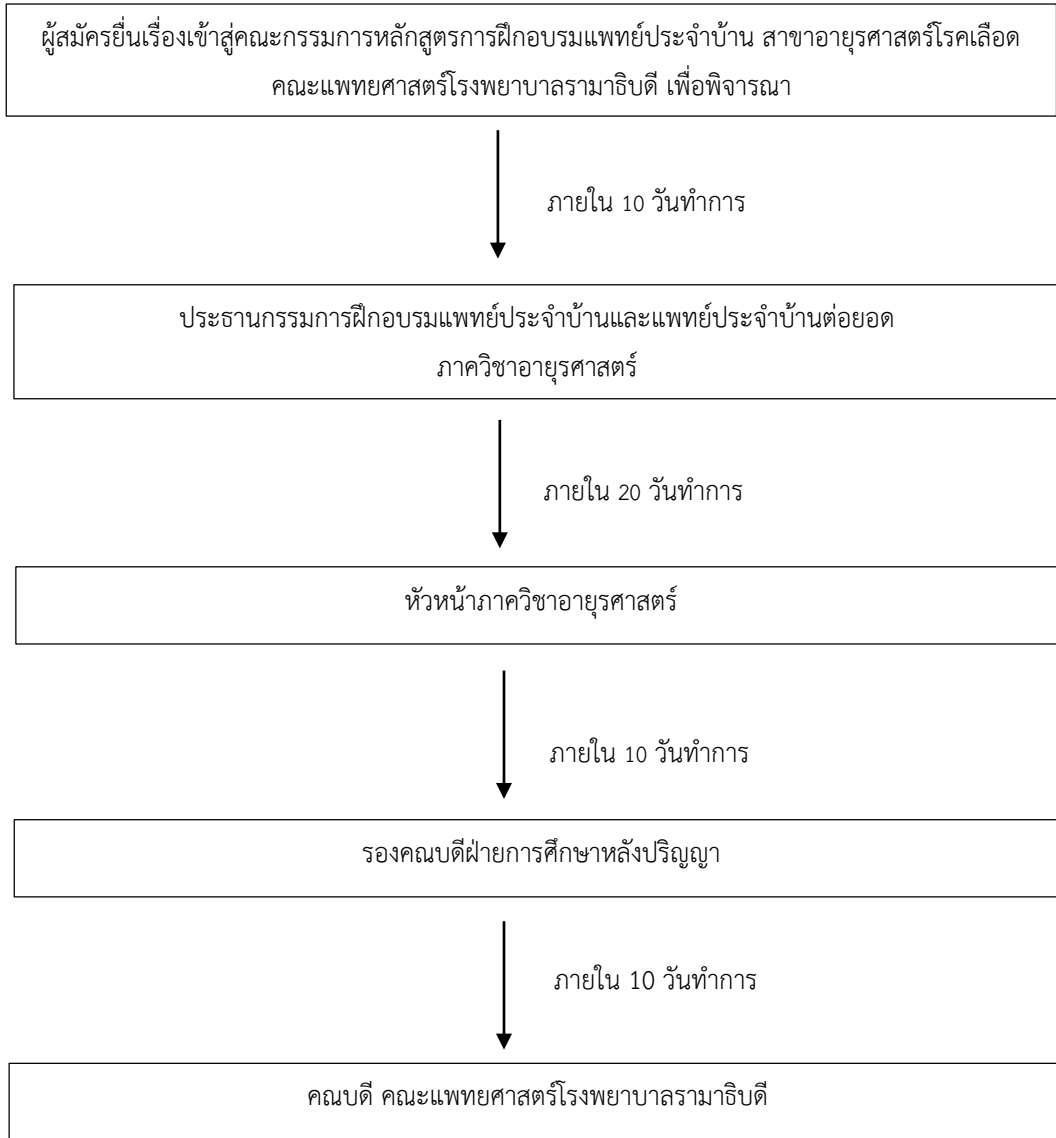 ผู้สมัครยื่นเรื่องเข้าสู่คณะกรรมการหลักสูตรการฝึกอบรมแพทย์ประจำบ้าน สาขาอายุรศาสตร์โรคเลือด
คณะแพทยศาสตร์โรงพยาบาลรามาธิบดี เพื่อพิจารณา
ภายใน 10 วันทำการ
ประธานกรรมการฝึกอบรมแพทย์ประจำบ้านและแพทย์ประจำบ้านต่อยอด
ภาควิชาอายุรศาสตร์
ภายใน 20 วันทำการ
หัวหน้าภาควิชาอายุรศาสตร์
ภายใน 10 วันทำการ
รองคณบดีฝ่ายการศึกษาหลังปริญญา
ภายใน 10 วันทำการ
คณบดี คณะแพทยศาสตร์โรงพยาบาลรามาธิบดี